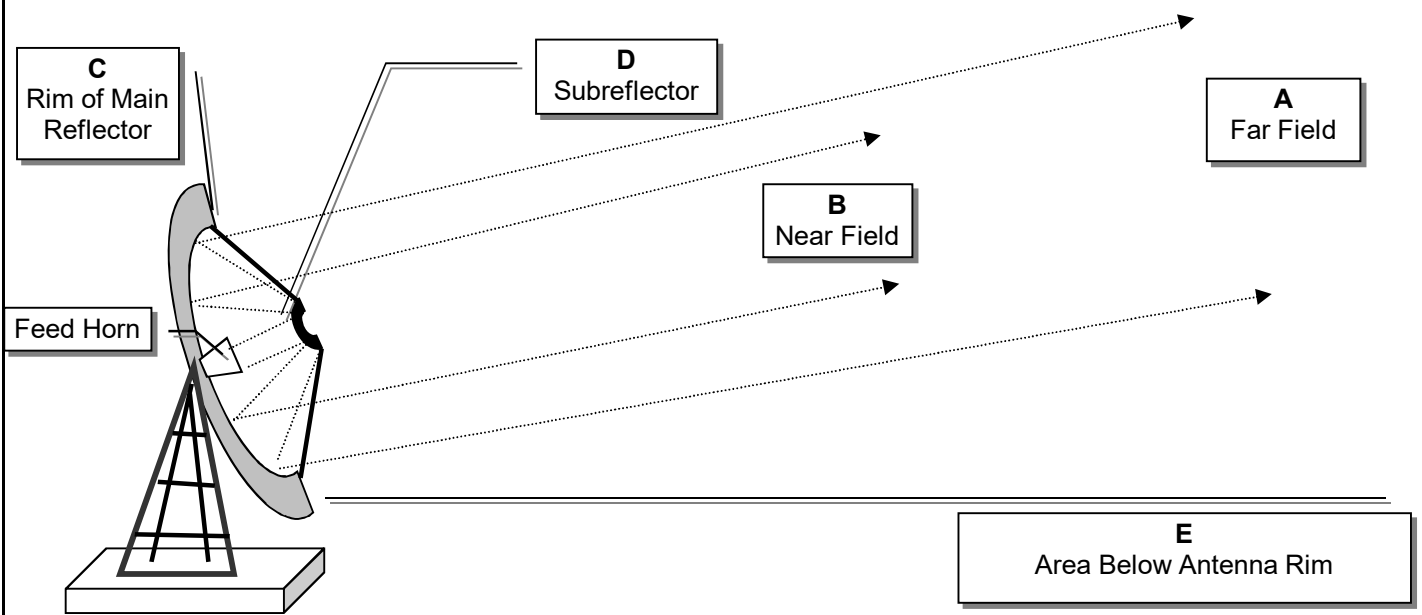 C
Rim of Main
Reflector
D
Subreflector
A
Far Field
B
Near Field
Feed Horn
E
Area Below Antenna Rim